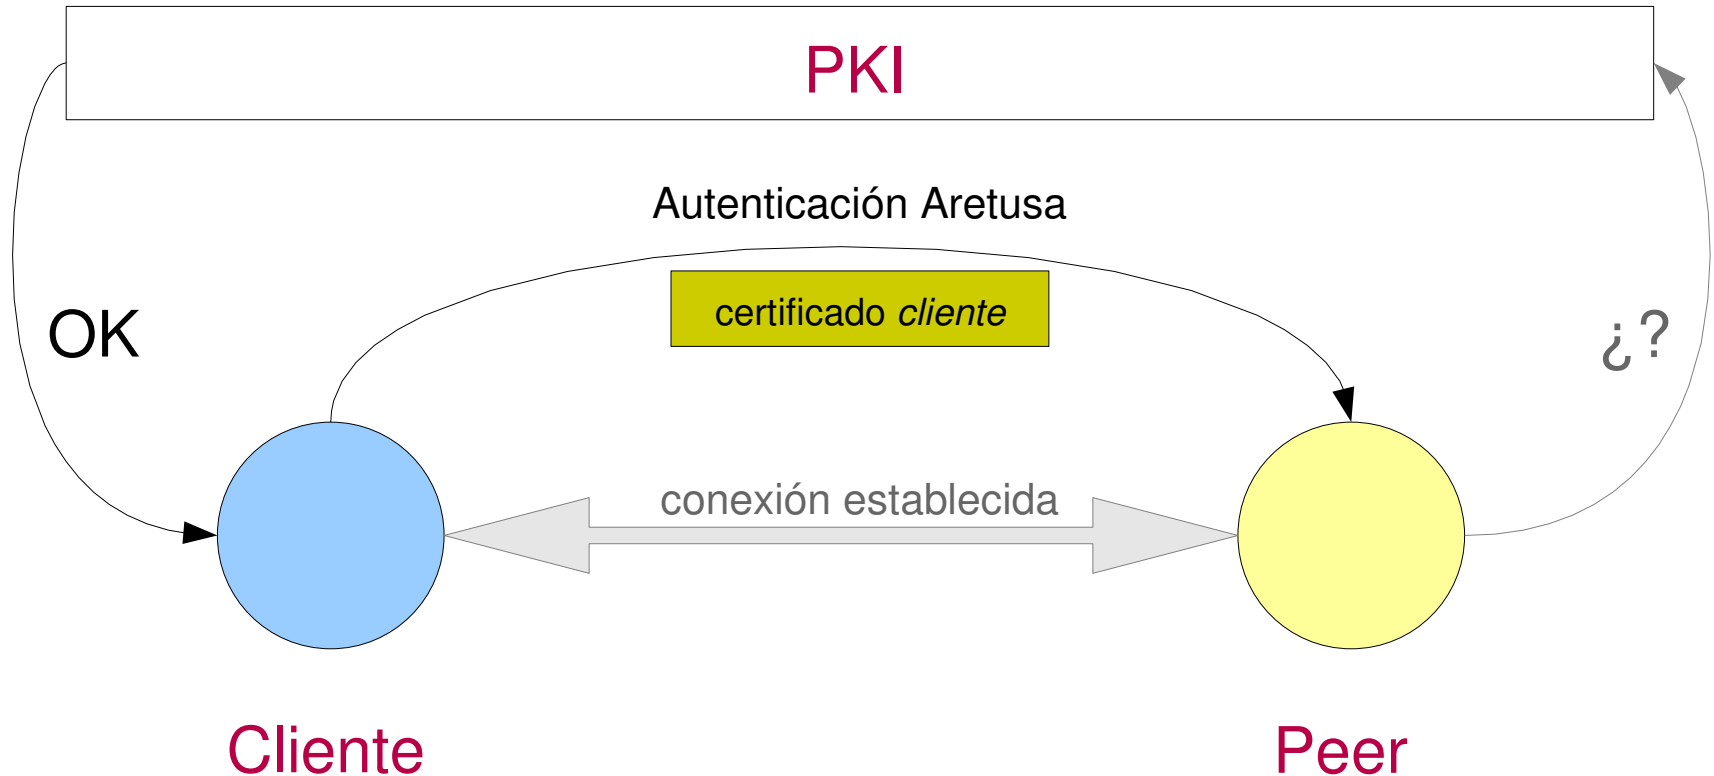 PKI
Autenticación Aretusa
certificado cliente
OK
¿?
conexión establecida
Cliente
Peer